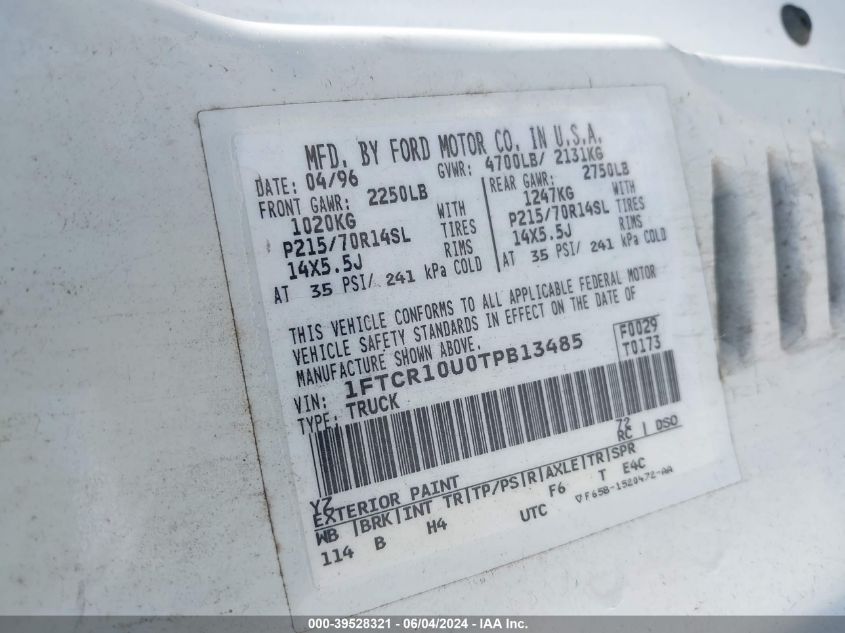 MFD. BY FORD MOTOR CO. IN U.S.A.
DATE: 04/96 GVWR: 4700LB/ 2131KG
FRONT GAWR: 2250LB REAR GAWR: 2750LB
1020KG WITH 1247KG WITH
P215/70R14SL TIRES P215/70R14SL TIRES
14X5.5J RIMS 14X5.5J RIMS
AT 35 PSI/ 241 kPa COLD AT 35 PSI/ 241 kPa COLD
THIS VEHICLE CONFORMS TO ALL APPLICABLE FEDERAL MOTOR
VEHICLE SAFETY STANDARDS IN EFFECT ON THE DATE OF
MANUFACTURE SHOWN ABOVE. F0029
VIN: 1FTCR10U0TPB13485 T0173
TYPE: TRUCK
YZ 72
EXTERIOR PAINT RC | DSO
WB |BRK|INT TR|TP/PS|R|AXLE|TR|SPR
114 B H4 UTC F6 T E4C
▽F65B-1520472-AA
000-39528321 - 06/04/2024 - IAA Inc.